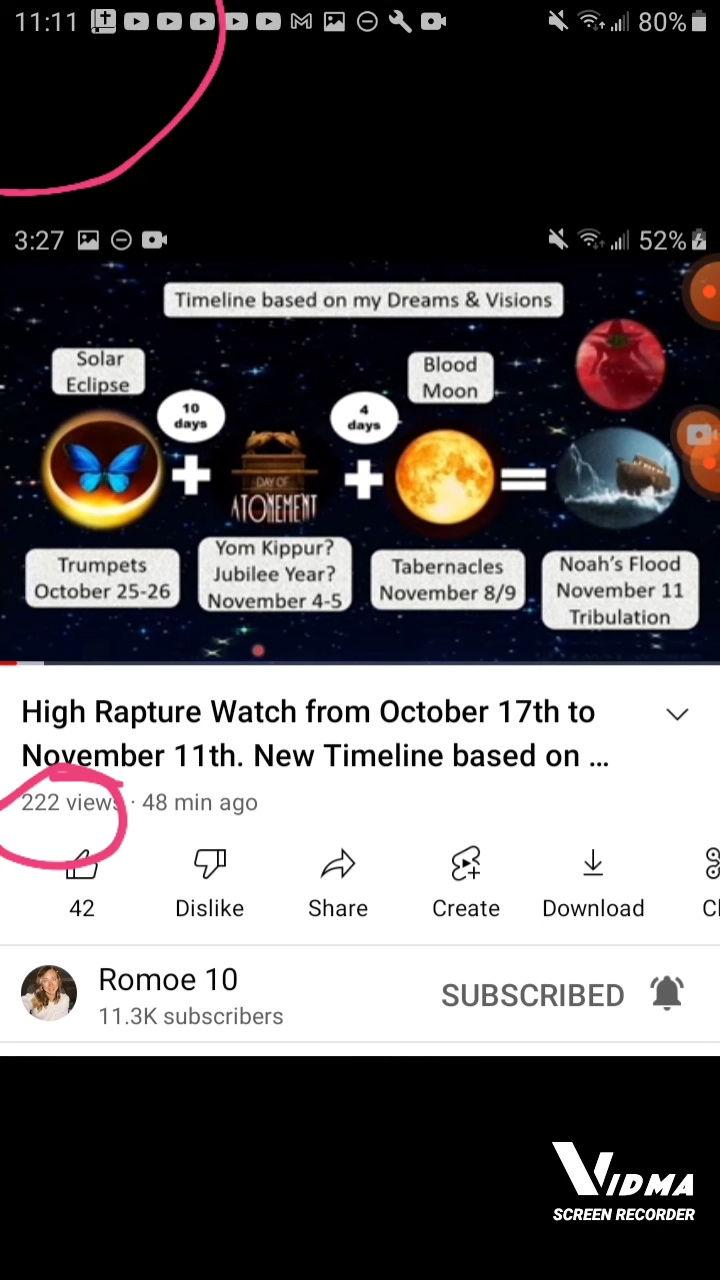 11:11 80%
3:27 52%
Timeline based on my Dreams & Visions
Solar
Eclipse
Blood
Moon
10
days
4
days
DAY OF
ATONEMENT
Trumpets
October 25-26
Yom Kippur?
Jubilee Year?
November 4-5
Tabernacles
November 8/9
Noah's Flood
November 11
Tribulation
High Rapture Watch from October 17th to
November 11th. New Timeline based on ...
222 views · 48 min ago
42 Dislike Share Create Download Cl
Romoe 10
11.3K subscribers
SUBSCRIBED
VIDMA
SCREEN RECORDER